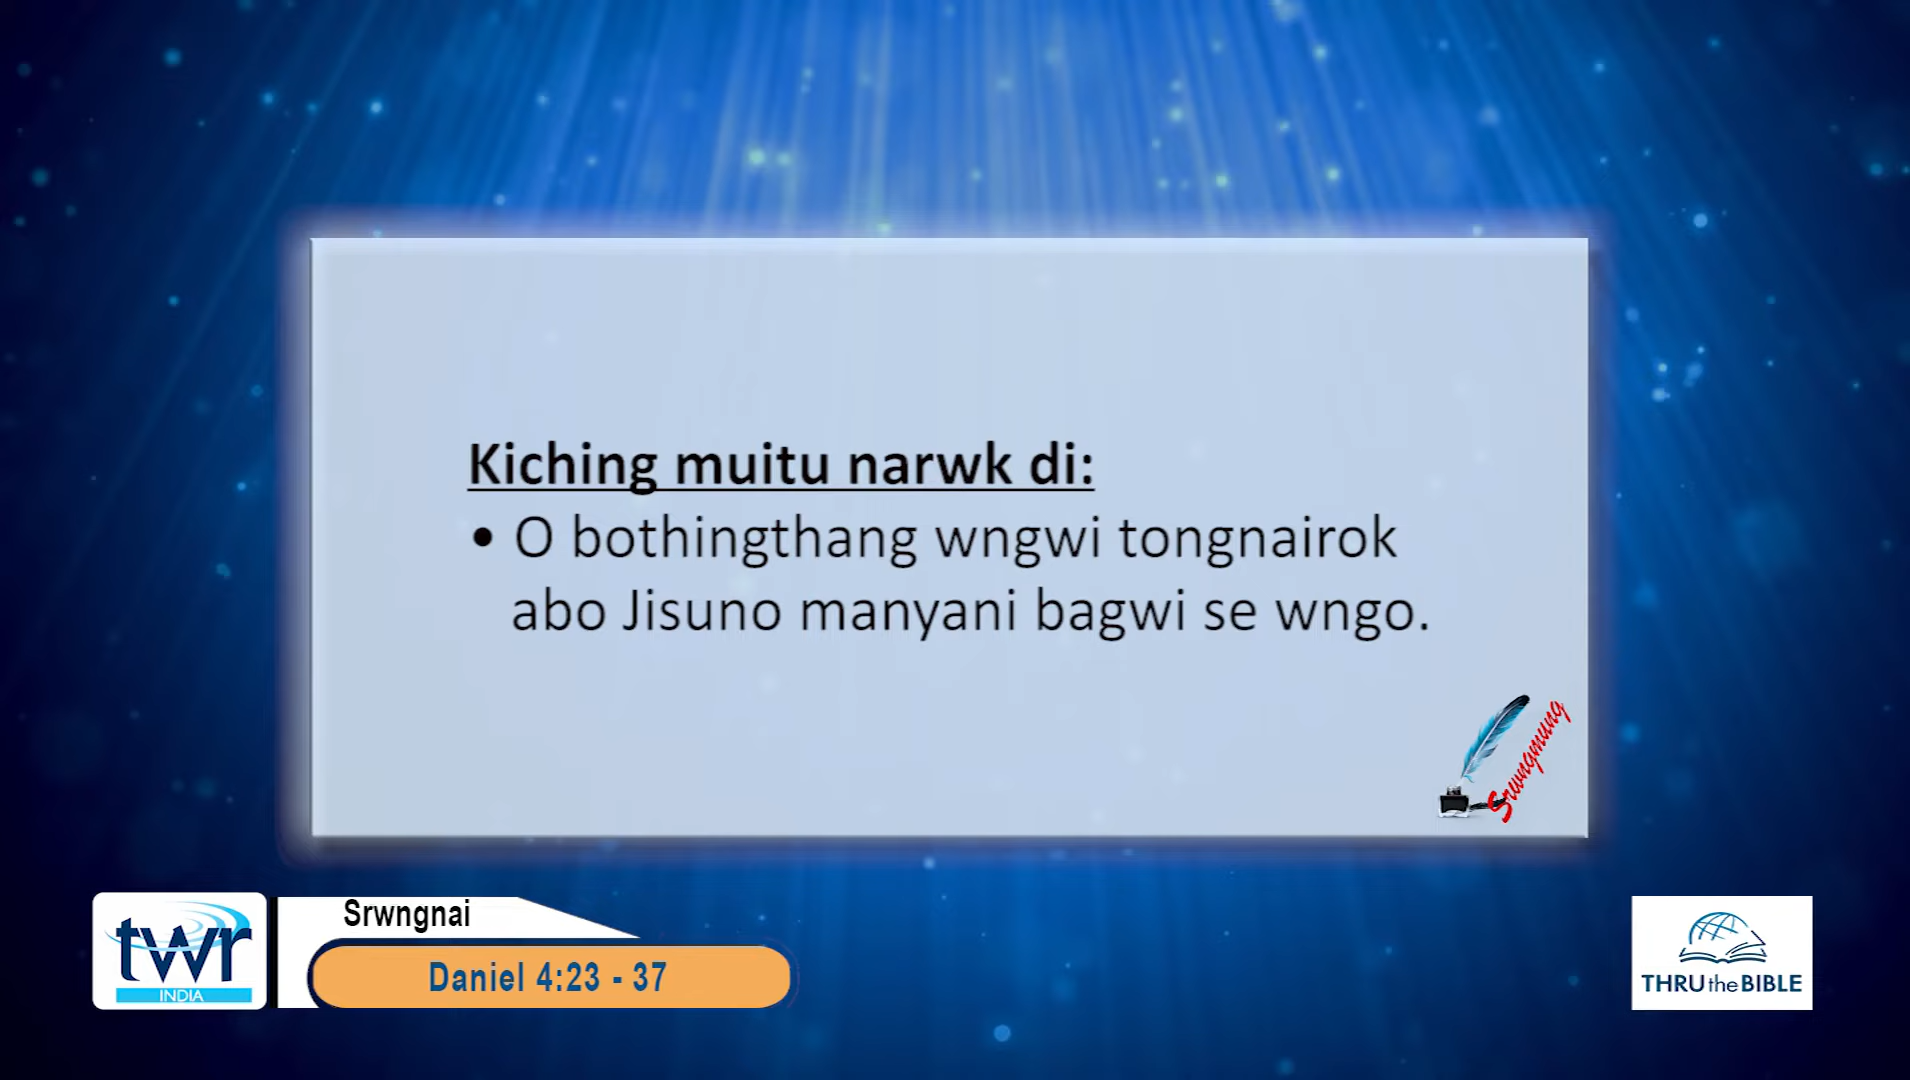 Kiching muitu narwk di:
• O bothingthang wngwi tongnairok
abo Jisuno manyani bagwi se wngo.
Srwngmung
Srwngnai
Daniel 4:23 - 37
twr
INDIA
THRU the BIBLE